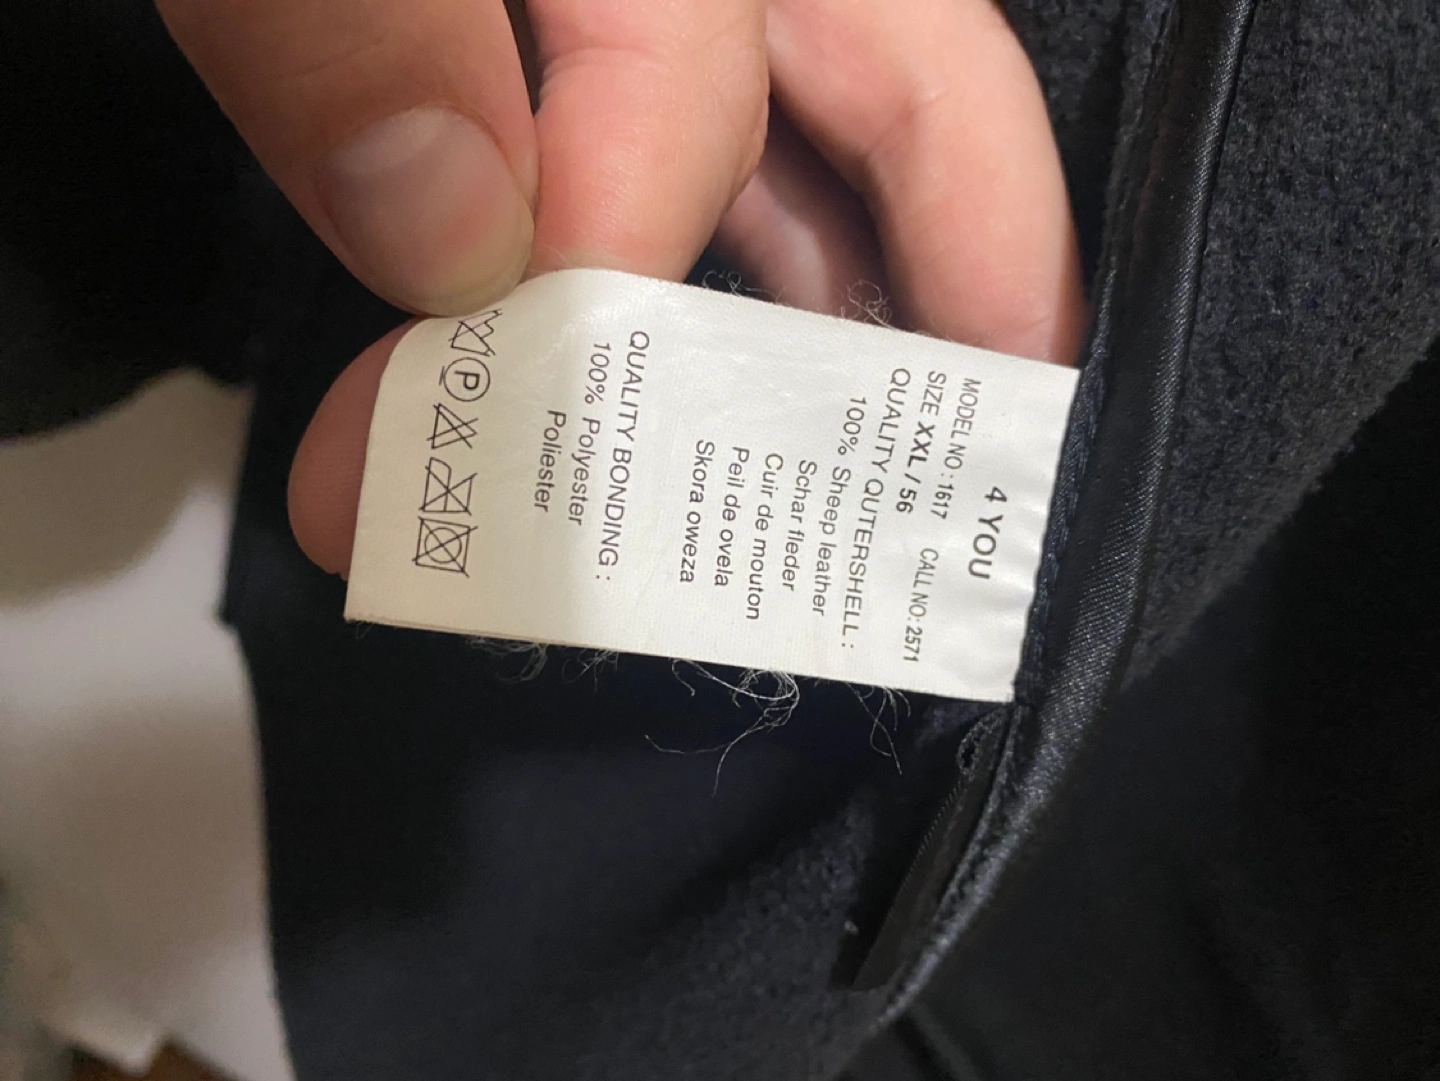 4 YOU
MODEL NO : 1617 CALL NO: 2571
SIZE XXL / 56
QUALITY QUTERSHELL :
100% Sheep leather
Schar fleder
Cuir de mouton
Peil de ovela
Skora oweza
QUALITY BONDING :
100% Polyester
Poliester
P